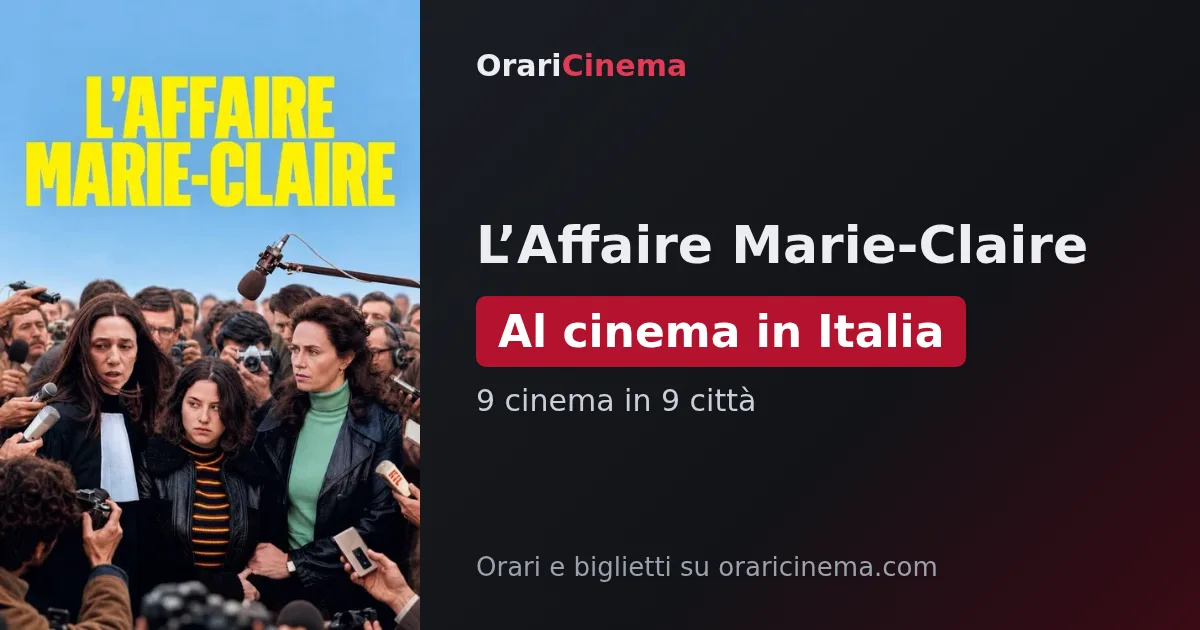 L’AFFAIRE
MARIE-CLAIRE
RTL
OrariCinema
L’Affaire Marie-Claire
Al cinema in Italia
9 cinema in 9 città
Orari e biglietti su oraricinema.com